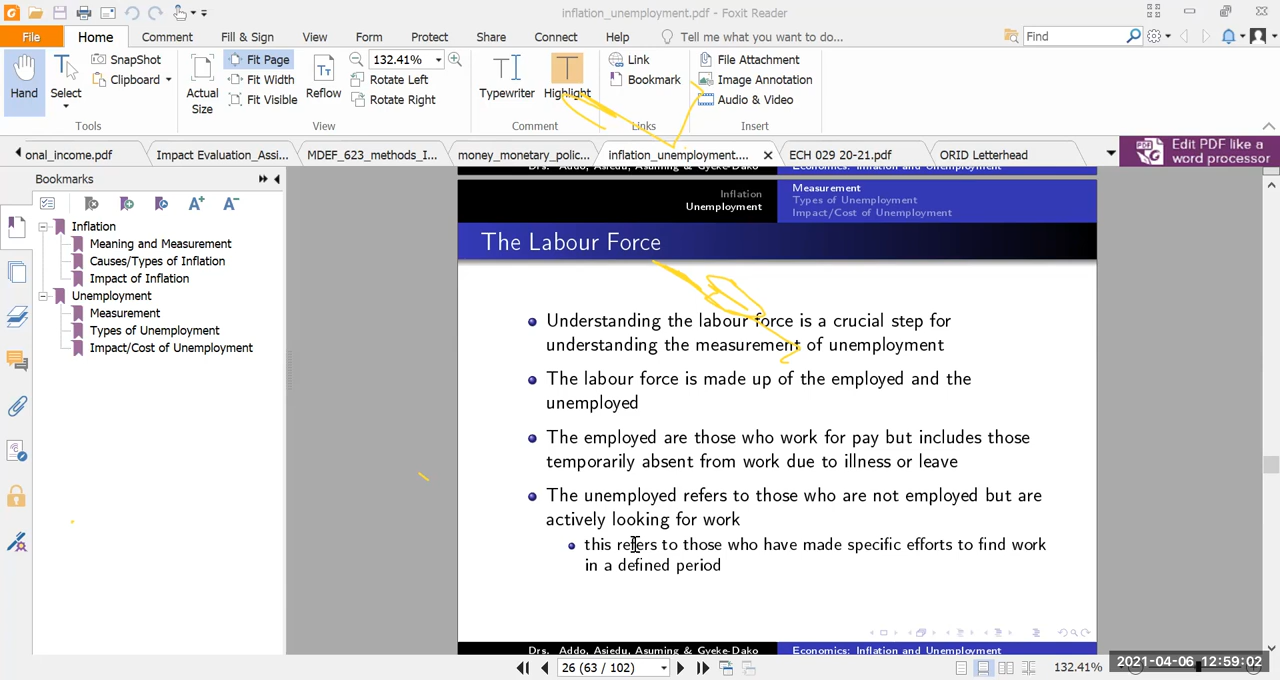 inflation_unemployment.pdf - Foxit Reader
File Home Comment Fill & Sign View Form Protect Share Connect Help Tell me what you want to do... Find
Hand Select SnapShot Clipboard
Tools
Actual Size Fit Page Fit Width Fit Visible Reflow 132.41% Rotate Left Rotate Right
View
Typewriter Highlight
Comment
Link Bookmark
Links
File Attachment Image Annotation Audio & Video
Insert
onal_income.pdf Impact Evaluation_Assi... MDEF_623_methods_I... money_monetary_polic... inflation_unemployment.... ECH 029 20-21.pdf ORID Letterhead
Edit PDF like a
word processor
Bookmarks
Inflation
Meaning and Measurement
Causes/Types of Inflation
Impact of Inflation
Unemployment
Measurement
Types of Unemployment
Impact/Cost of Unemployment
Drs. Addo, Asiedu, Asuming & Gyeke-Dako Economics: Inflation and Unemployment
Inflation
Unemployment
Measurement
Types of Unemployment
Impact/Cost of Unemployment
The Labour Force
Understanding the labour force is a crucial step for
understanding the measurement of unemployment
The labour force is made up of the employed and the
unemployed
The employed are those who work for pay but includes those
temporarily absent from work due to illness or leave
The unemployed refers to those who are not employed but are
actively looking for work
this refers to those who have made specific efforts to find work
in a defined period
Drs. Addo, Asiedu, Asuming & Gyeke-Dako Economics: Inflation and Unemployment
26 (63 / 102) 132.41%
2021-04-06 12:59:02